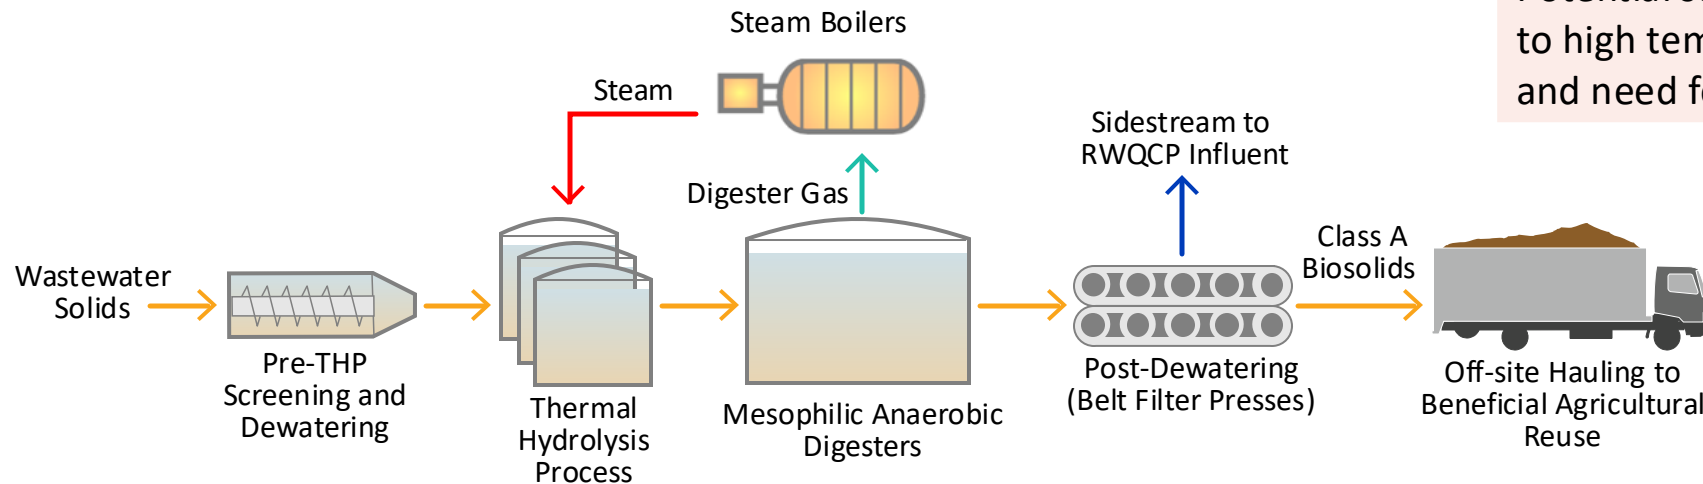 Steam Boilers
to high tem
and need f
Steam
Sidestream to
RWQCP Influent
Digester Gas
Class A
Biosolids
Wastewater
Solids
Pre-THP
Screening and
Dewatering
Thermal
Hydrolysis
Process
Mesophilic Anaerobic
Digesters
Post-Dewatering
(Belt Filter Presses)
Off-site Hauling to
Beneficial Agricultural
Reuse